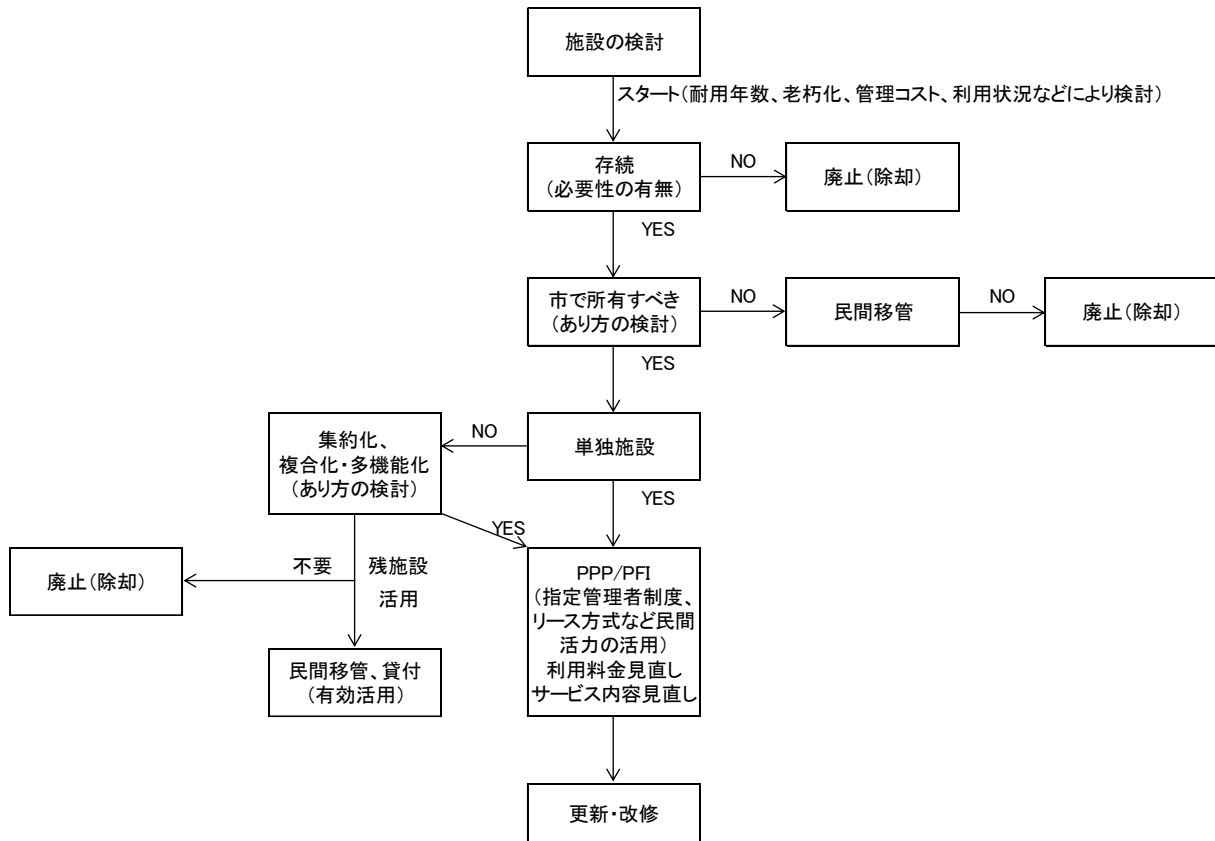 施設の検討
スタート(耐用年数、老朽化、管理コスト、利用状況などにより検討)
存続
(必要性の有無)
NO
廃止(除却)
YES
市で所有すべき
(あり方の検討)
NO
民間移管
NO
廃止(除却)
YES
単独施設
NO
集約化、
複合化・多機能化
(あり方の検討)
YES
YES
不要
残施設
活用
廃止(除却)
民間移管、貸付
(有効活用)
PPP/PFI
(指定管理者制度、
リース方式など民間
活力の活用)
利用料金見直し
サービス内容見直し
更新・改修